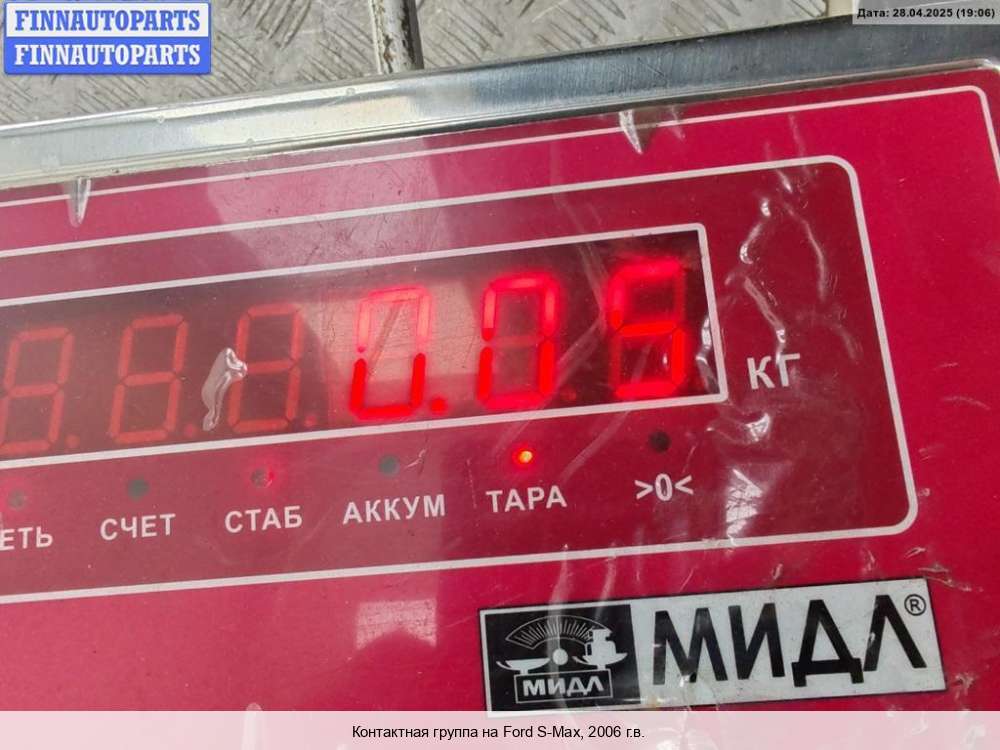 FINNAUTOPARTS
FINNAUTOPARTS
Дата: 28.04.2025 (19:06)
0.05
КГ
ЕТЬ СЧЕТ СТАБ АККУМ ТАРА >0<
МИДЛ МИДЛ®
Контактная группа на Ford S-Max, 2006 г.в.